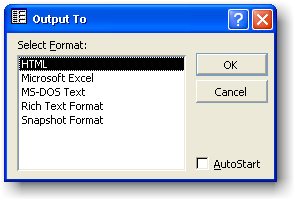 Output To
Select Format:
HTML
Microsoft Excel
MS-DOS Text
Rich Text Format
Snapshot Format
OK
Cancel
AutoStart